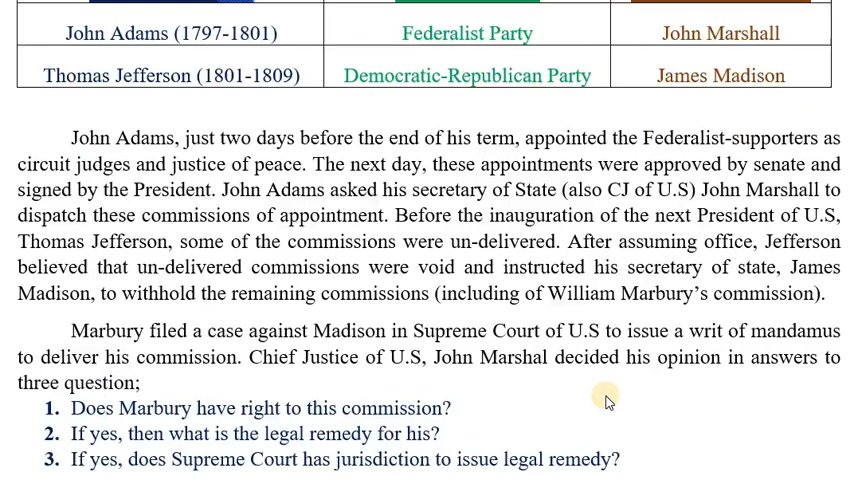 John Adams (1797-1801) Federalist Party John Marshall
Thomas Jefferson (1801-1809) Democratic-Republican Party James Madison
John Adams, just two days before the end of his term, appointed the Federalist-supporters as
circuit judges and justice of peace. The next day, these appointments were approved by senate and
signed by the President. John Adams asked his secretary of State (also CJ of U.S) John Marshall to
dispatch these commissions of appointment. Before the inauguration of the next President of U.S,
Thomas Jefferson, some of the commissions were un-delivered. After assuming office, Jefferson
believed that un-delivered commissions were void and instructed his secretary of state, James
Madison, to withhold the remaining commissions (including of William Marbury’s commission).
Marbury filed a case against Madison in Supreme Court of U.S to issue a writ of mandamus
to deliver his commission. Chief Justice of U.S, John Marshal decided his opinion in answers to
three question;
1. Does Marbury have right to this commission?
2. If yes, then what is the legal remedy for his?
3. If yes, does Supreme Court has jurisdiction to issue legal remedy?